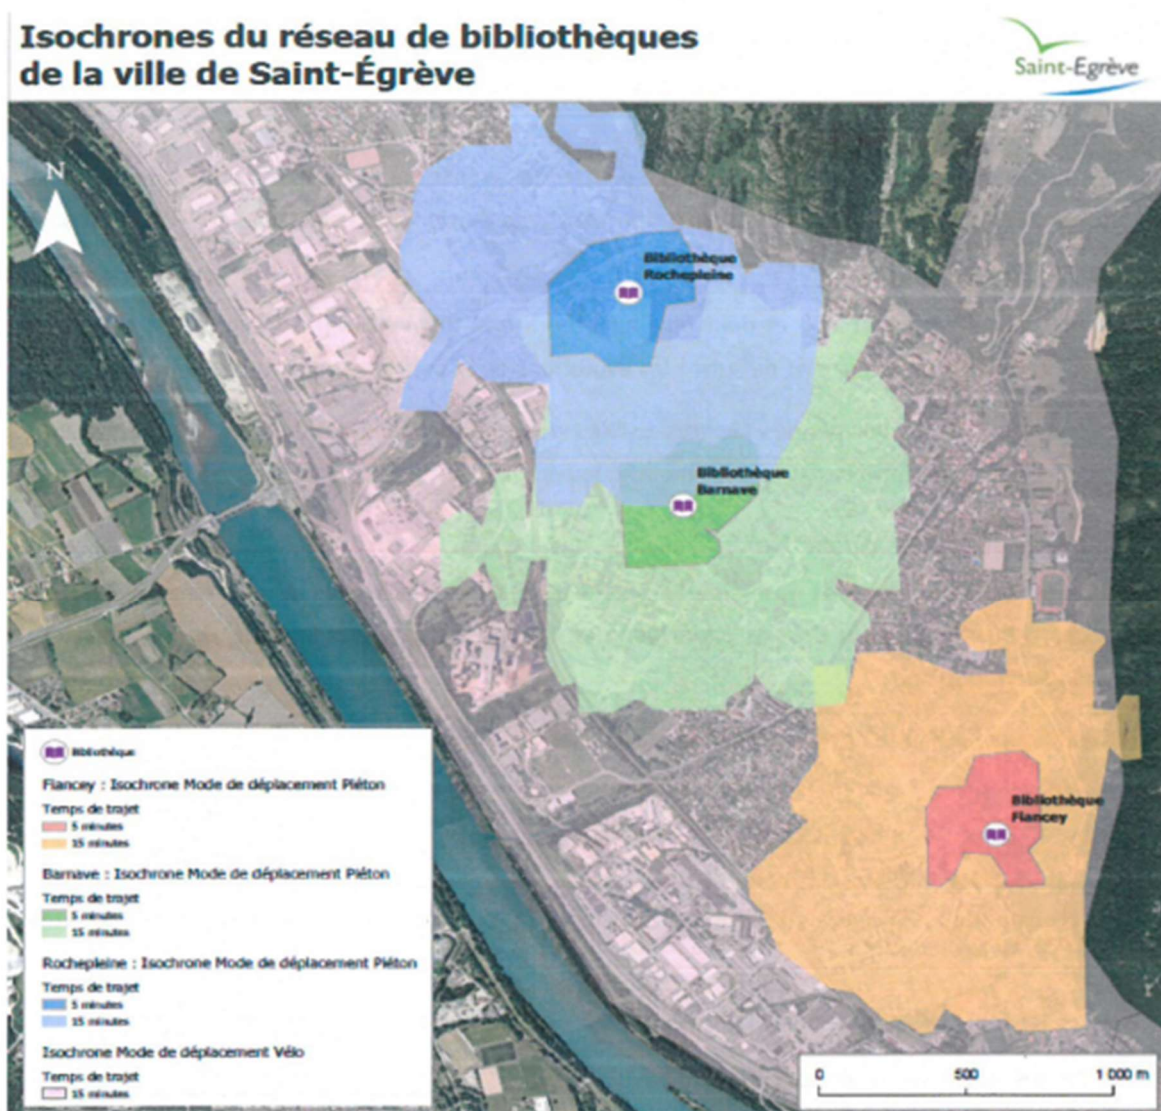 Isochrones du réseau de bibliothèques
de la ville de Saint-Égrève
Saint-Egrève
N
Bibliothèque
Rochepleine
Bibliothèque
Barnave
Bibliothèque
Fiancey
Bibliothèque
Fiancey : Isochrone Mode de déplacement Piéton
Temps de trajet
5 minutes
15 minutes
Barnave : Isochrone Mode de déplacement Piéton
Temps de trajet
5 minutes
15 minutes
Rochepleine : Isochrone Mode de déplacement Piéton
Temps de trajet
5 minutes
15 minutes
Isochrone Mode de déplacement Vélo
Temps de trajet
15 minutes
0 500 1 000 m